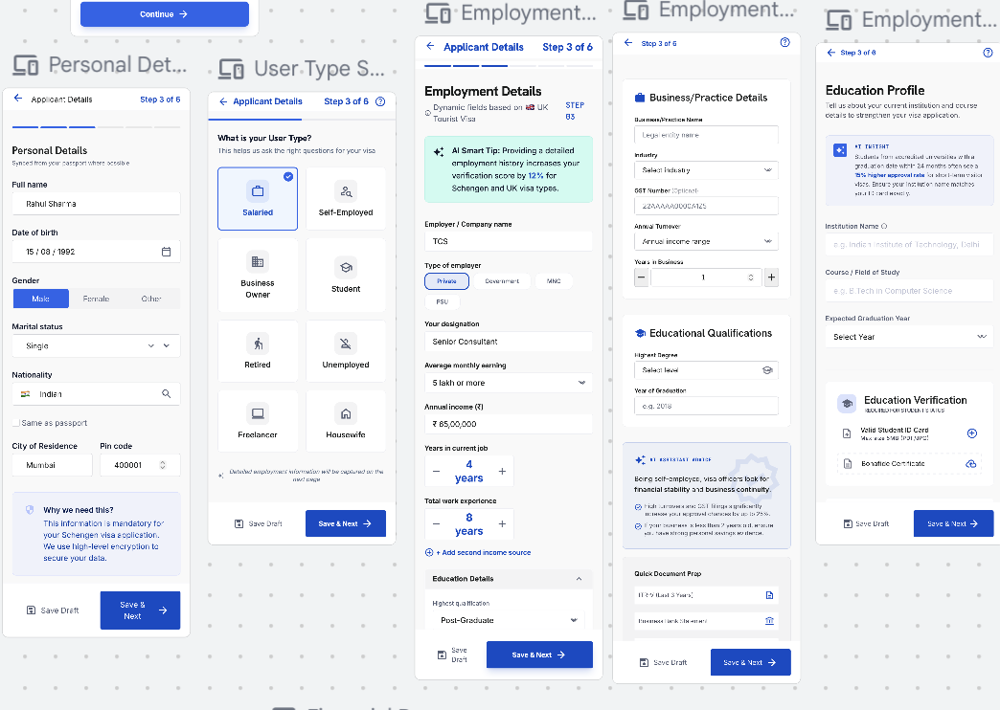 Continue
Personal Det...
Applicant Details
Step 3 of 6
Personal Details
Synced from your passport where possible
Full name
Rahul Sharma
Date of birth
15 / 08 / 1992
Gender
Male
Female
Other
Marital status
Single
Nationality
Indian
Same as passport
City of Residence
Pin code
Mumbai
400001
Why we need this?
This information is mandatory for
your Schengen visa application.
We use high-level encryption to
secure your data.
Save Draft
Save &
Next
User Type S...
Applicant Details
Step 3 of 6
What is your User Type?
This helps us ask the right questions for your visa
Salaried
Self-Employed
Business
Owner
Student
Retired
Unemployed
Freelancer
Housewife
Detailed employment information will be captured on the
next page
Save Draft
Save & Next
Employment...
Applicant Details
Step 3 of 6
Employment Details
Dynamic fields based on 🇬🇧 UK
Tourist Visa
STEP
03
AI Smart Tip: Providing a detailed
employment history increases your
verification score by 12% for
Schengen and UK visa types.
Employer / Company name
TCS
Type of employer
Private
Government
MNC
PSU
Your designation
Senior Consultant
Average monthly earning
5 lakh or more
Annual income (₹)
₹ 65,00,000
Years in current job
−
4
years
+
Total work experience
−
8
years
+
+ Add second income source
Education Details
Highest qualification
Post-Graduate
Save
Draft
Save & Next
Employment...
Step 3 of 6
Business/Practice Details
Business/Practice Name
Legal entity name
Industry
Select industry
GST Number (Optional)
22AAAAA0000A1Z5
Annual Turnover
Annual income range
Years in Business
−
1
+
Educational Qualifications
Highest Degree
Select level
Year of Graduation
e.g. 2018
AI ASSISTANT ADVICE
Being self-employed, visa officers look for
financial stability and business continuity.
High turnovers and GST filings significantly
increase your approval chances by up to 25%.
If your business is less than 2 years old, ensure
you have strong personal savings evidence.
Quick Document Prep
ITR-V (Last 3 Years)
Business Bank Statement
Save Draft
Save & Next
Employment...
Step 3 of 6
Education Profile
Tell us about your current institution and course
details to strengthen your visa application.
AI INSIGHT
Students from accredited universities with a
graduation date within 24 months often see a
15% higher approval rate for short-term visitor
visas. Ensure your institution name matches
your ID card exactly.
Institution Name
e.g. Indian Institute of Technology, Delhi
Course / Field of Study
e.g. B.Tech in Computer Science
Expected Graduation Year
Select Year
Education Verification
REQUIRED FOR STUDENT STATUS
Valid Student ID Card
Max size 5MB (PDF/JPG)
Bonafide Certificate
Save Draft
Save & Next